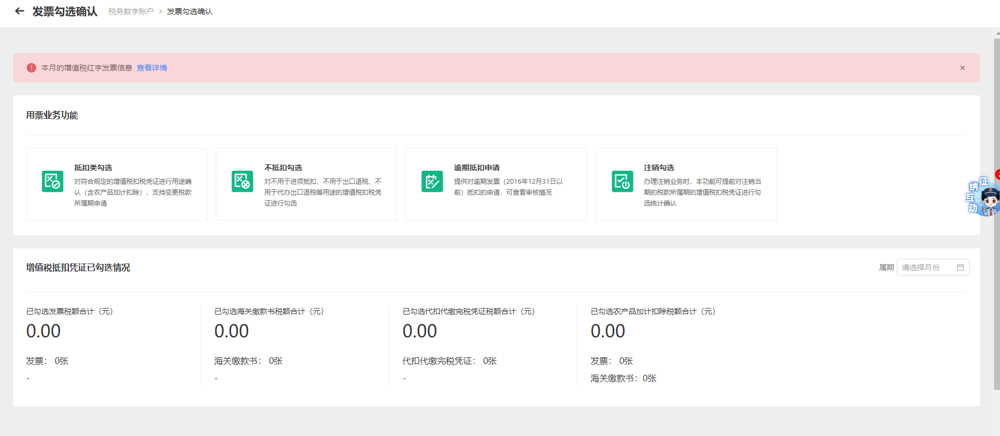 发票勾选确认 税务数字账户 > 发票勾选确认
本月的增值税红字发票信息 查看详情
用票业务功能
抵扣类勾选
对符合规定的增值税扣税凭证进行用途确
认（含农产品加计扣除），支持变更税款
所属期申请
不抵扣勾选
对不用于进项抵扣、不用于出口退税、不
用于代办出口退税等用途的增值税扣税凭
证进行勾选
逾期抵扣申请
提供对逾期发票（2016年12月31日以
前）抵扣的申请，可查看审核情况
注销勾选
办理注销业务时，本功能可提前对注销当
期的税款所属期的增值税扣税凭证进行勾
选统计确认
征纳互动
增值税抵扣凭证已勾选情况
属期 请选择月份
已勾选发票税额合计（元）
0.00
发票： 0张
-
已勾选海关缴款书税额合计（元）
0.00
海关缴款书： 0张
-
已勾选代扣代缴完税凭证税额合计（元）
0.00
代扣代缴完税凭证： 0张
-
已勾选农产品加计扣除税额合计（元）
0.00
发票： 0张
海关缴款书：0张